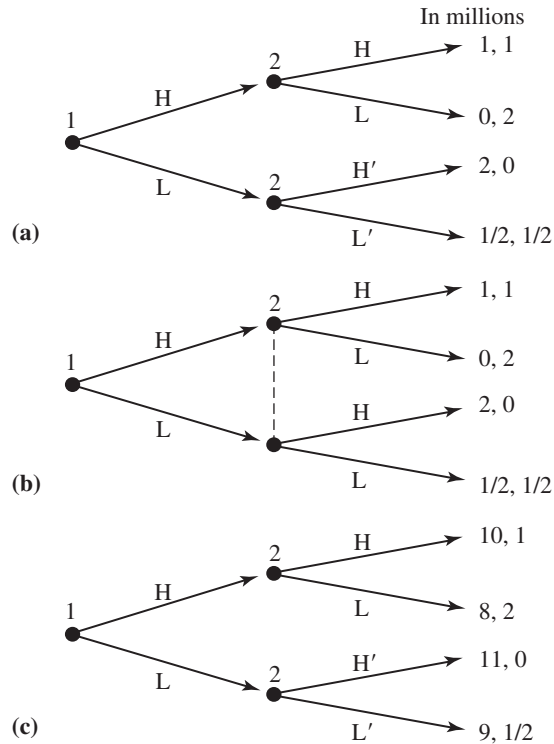 In millions
1
H
L
2
H
L
1, 1
0, 2
2
H′
L′
2, 0
1/2, 1/2
(a)
1
H
L
2
H
L
1, 1
0, 2
H
L
2, 0
1/2, 1/2
(b)
1
H
L
2
H
L
10, 1
8, 2
2
H′
L′
11, 0
9, 1/2
(c)